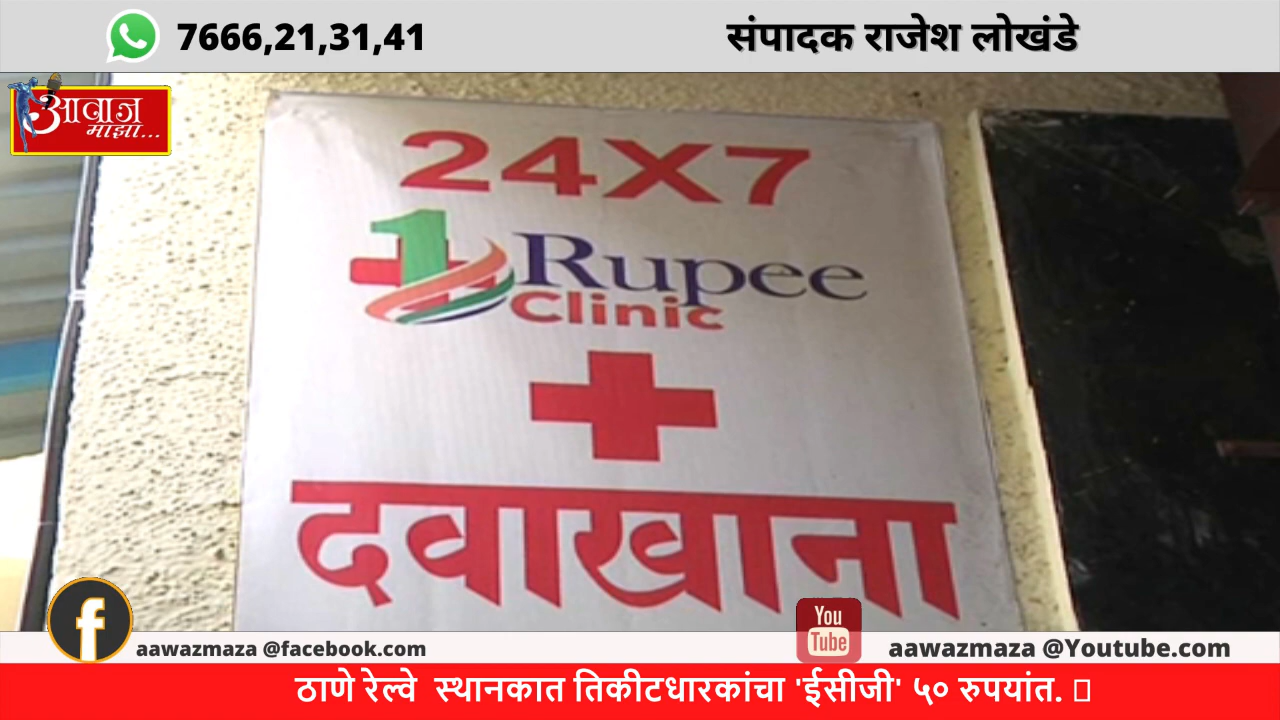 7666,21,31,41
संपादक राजेश लोखंडे
आवाज
माझा...
24X7
1 Rupee
Clinic
दवाखाना
aawazmaza @facebook.com
You
Tube
aawazmaza @Youtube.com
ठाणे रेल्वे स्थानकात तिकीटधारकांचा 'ईसीजी' ५० रुपयांत.